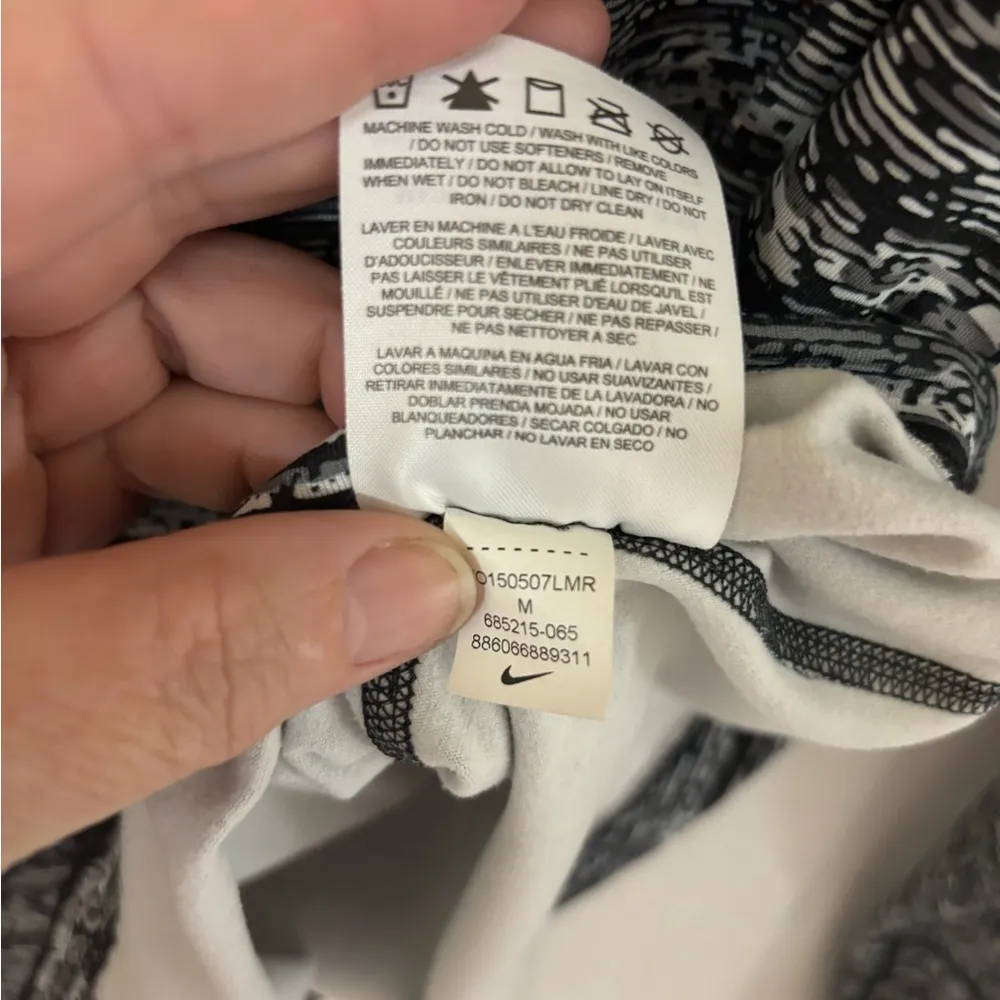 MACHINE WASH COLD / WASH WITH LIKE COLORS
/ DO NOT USE SOFTENERS / REMOVE
IMMEDIATELY / DO NOT ALLOW TO LAY ON ITSELF
WHEN WET / DO NOT BLEACH / LINE DRY / DO NOT
IRON / DO NOT DRY CLEAN
LAVER EN MACHINE A L'EAU FROIDE / LAVER AVEC
COULEURS SIMILAIRES / NE PAS UTILISER
D'ADOUCISSEUR / ENLEVER IMMEDIATEMENT / NE
PAS LAISSER LE VÊTEMENT PLIÉ LORSQU'IL EST
MOUILLÉ / NE PAS UTILISER D'EAU DE JAVEL /
SUSPENDRE POUR SECHER / NE PAS REPASSER /
NE PAS NETTOYER A SEC
LAVAR A MAQUINA EN AGUA FRIA / LAVAR CON
COLORES SIMILARES / NO USAR SUAVIZANTES /
RETIRAR INMEDIATAMENTE DE LA LAVADORA / NO
DOBLAR PRENDA MOJADA / NO USAR
BLANQUEADORES / SECAR COLGADO / NO
PLANCHAR / NO LAVAR EN SECO
0150507LMR
M
685215-065
886066889311